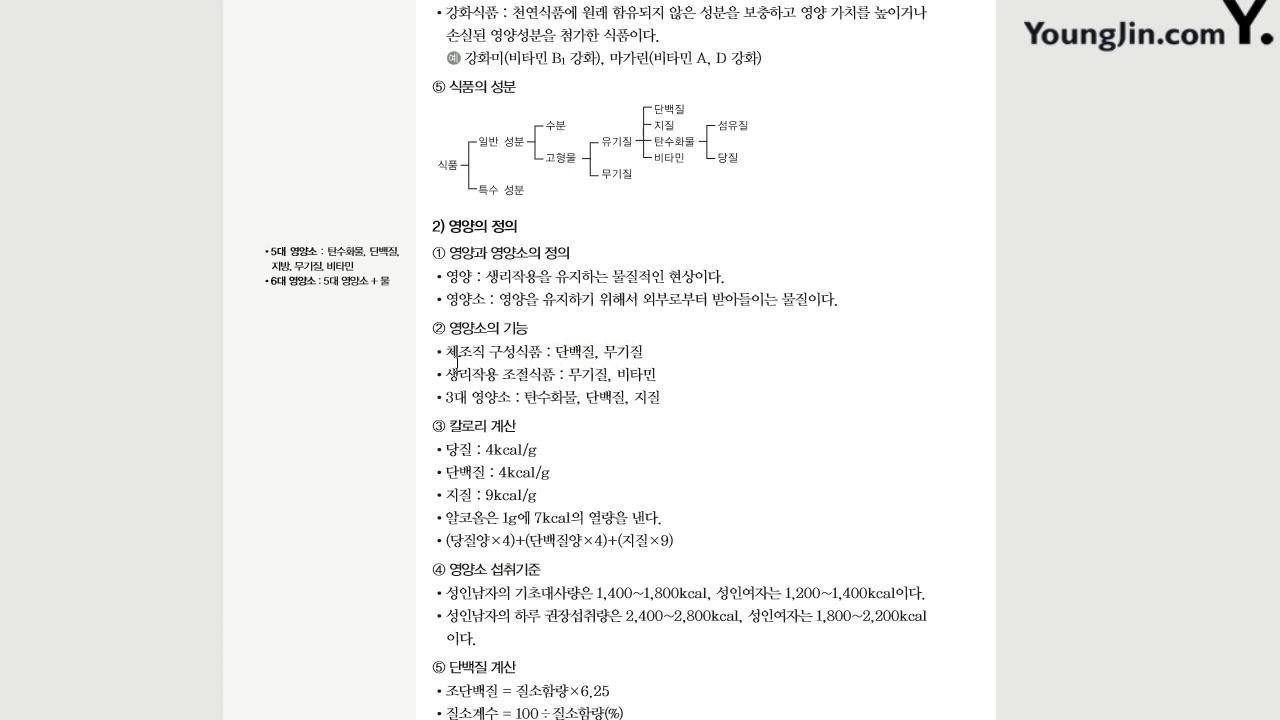 • 강화식품 : 천연식품에 원래 함유되지 않은 성분을 보충하고 영양 가치를 높이거나
손실된 영양성분을 첨가한 식품이다.
예 강화미(비타민 B₁ 강화), 마가린(비타민 A, D 강화)
YoungJin.com Y.
⑤ 식품의 성분
단백질
수분
지질
섬유질
일반 성분
유기질
탄수화물
고형물
비타민
당질
식품
무기질
특수 성분
2) 영양의 정의
• 5대 영양소 : 탄수화물, 단백질,
지방, 무기질, 비타민
• 6대 영양소 : 5대 영양소 + 물
① 영양과 영양소의 정의
• 영양 : 생리작용을 유지하는 물질적인 현상이다.
• 영양소 : 영양을 유지하기 위해서 외부로부터 받아들이는 물질이다.
② 영양소의 기능
• 체조직 구성식품 : 단백질, 무기질
• 생리작용 조절식품 : 무기질, 비타민
• 3대 영양소 : 탄수화물, 단백질, 지질
③ 칼로리 계산
• 당질 : 4kcal/g
• 단백질 : 4kcal/g
• 지질 : 9kcal/g
• 알코올은 1g에 7kcal의 열량을 낸다.
• (당질양×4)+(단백질양×4)+(지질×9)
④ 영양소 섭취기준
• 성인남자의 기초대사량은 1,400~1,800kcal, 성인여자는 1,200~1,400kcal이다.
• 성인남자의 하루 권장섭취량은 2,400~2,800kcal, 성인여자는 1,800~2,200kcal
이다.
⑤ 단백질 계산
• 조단백질 = 질소함량×6.25
• 질소계수 = 100÷질소함량(%)